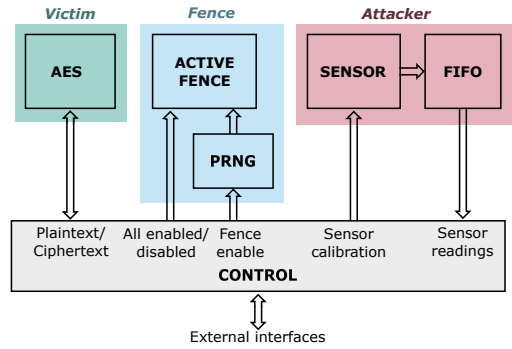 Victim
Fence
Attacker
AES
ACTIVE
FENCE
SENSOR
FIFO
PRNG
Plaintext/
Ciphertext
All enabled/
disabled
Fence
enable
Sensor
calibration
Sensor
readings
CONTROL
External interfaces